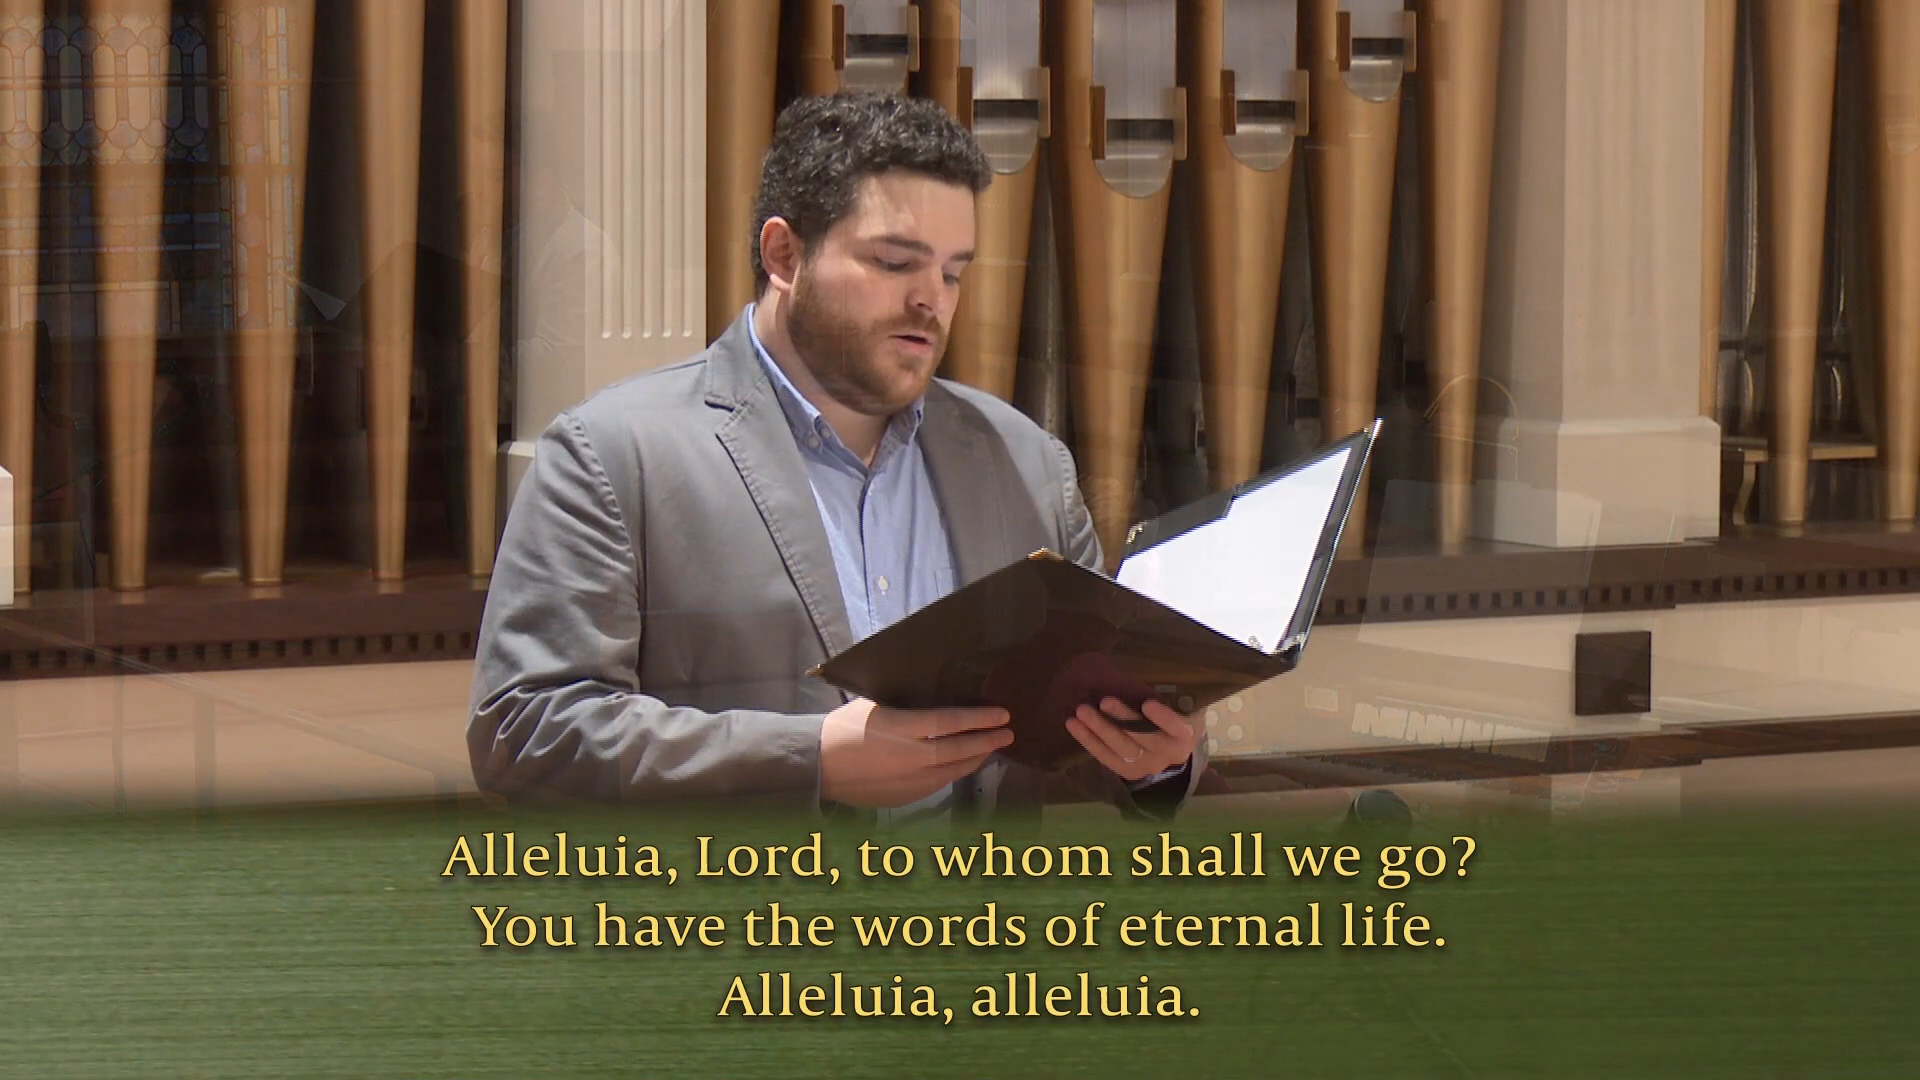 Alleluia, Lord, to whom shall we go?
You have the words of eternal life.
Alleluia, alleluia.